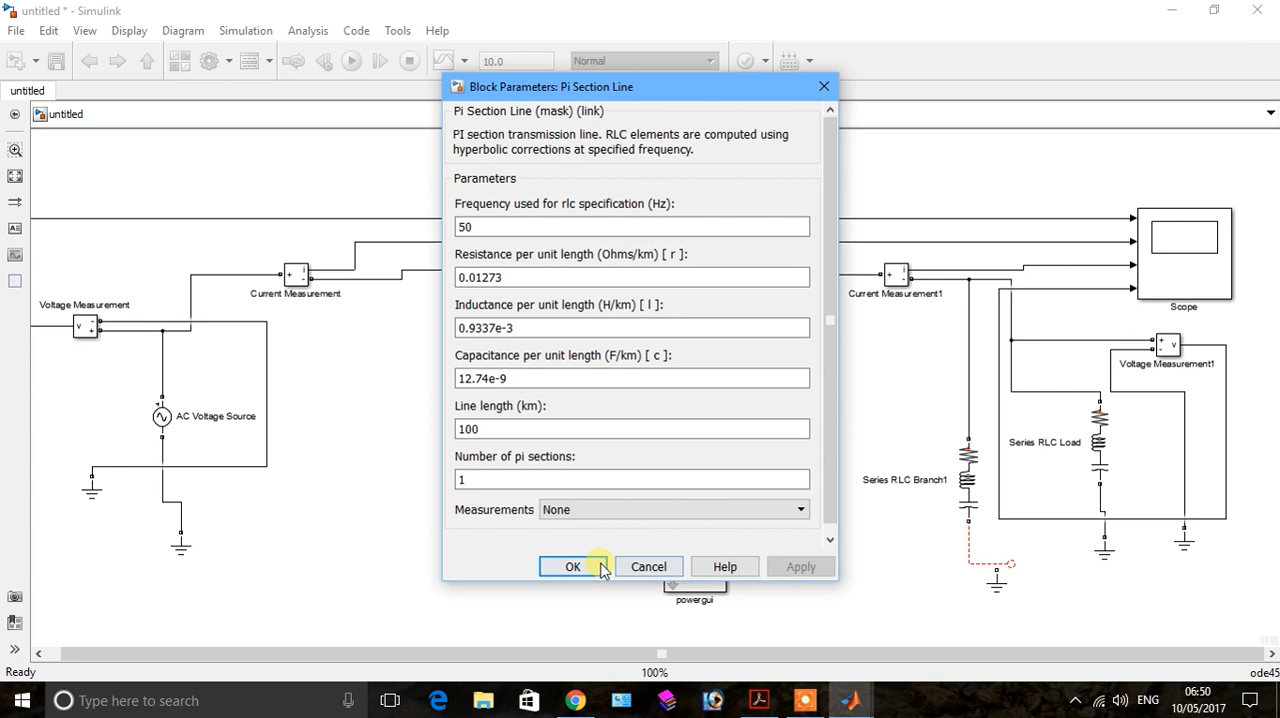 untitled * - Simulink
File Edit View Display Diagram Simulation Analysis Code Tools Help
10.0 Normal
untitled
untitled
Block Parameters: Pi Section Line
Pi Section Line (mask) (link)
PI section transmission line. RLC elements are computed using
hyperbolic corrections at specified frequency.
Parameters
Frequency used for rlc specification (Hz):
50
Resistance per unit length (Ohms/km) [ r ]:
0.01273
Inductance per unit length (H/km) [ l ]:
0.9337e-3
Capacitance per unit length (F/km) [ c ]:
12.74e-9
Line length (km):
100
Number of pi sections:
1
Measurements None
OK Cancel Help Apply
Voltage Measurement
v
- 
+
+ i
-
Current Measurement
AC Voltage Source
+ i
-
Current Measurement1
Scope
+
- v
Voltage Measurement1
Series RLC Load
Series RLC Branch1
powergui
Ready 100% ode45
Type here to search
ENG
06:50
10/05/2017